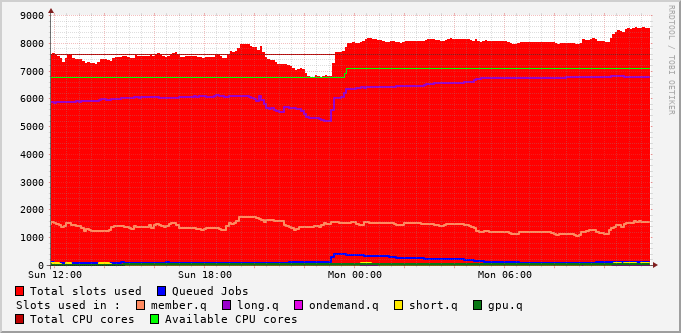 9000
8000
7000
6000
5000
4000
3000
2000
1000
0
Sun 12:00 Sun 18:00 Mon 00:00 Mon 06:00
RRDTOOL / TOBI OETIKER
Total slots used Queued Jobs
Slots used in : member.q long.q ondemand.q short.q gpu.q
Total CPU cores Available CPU cores